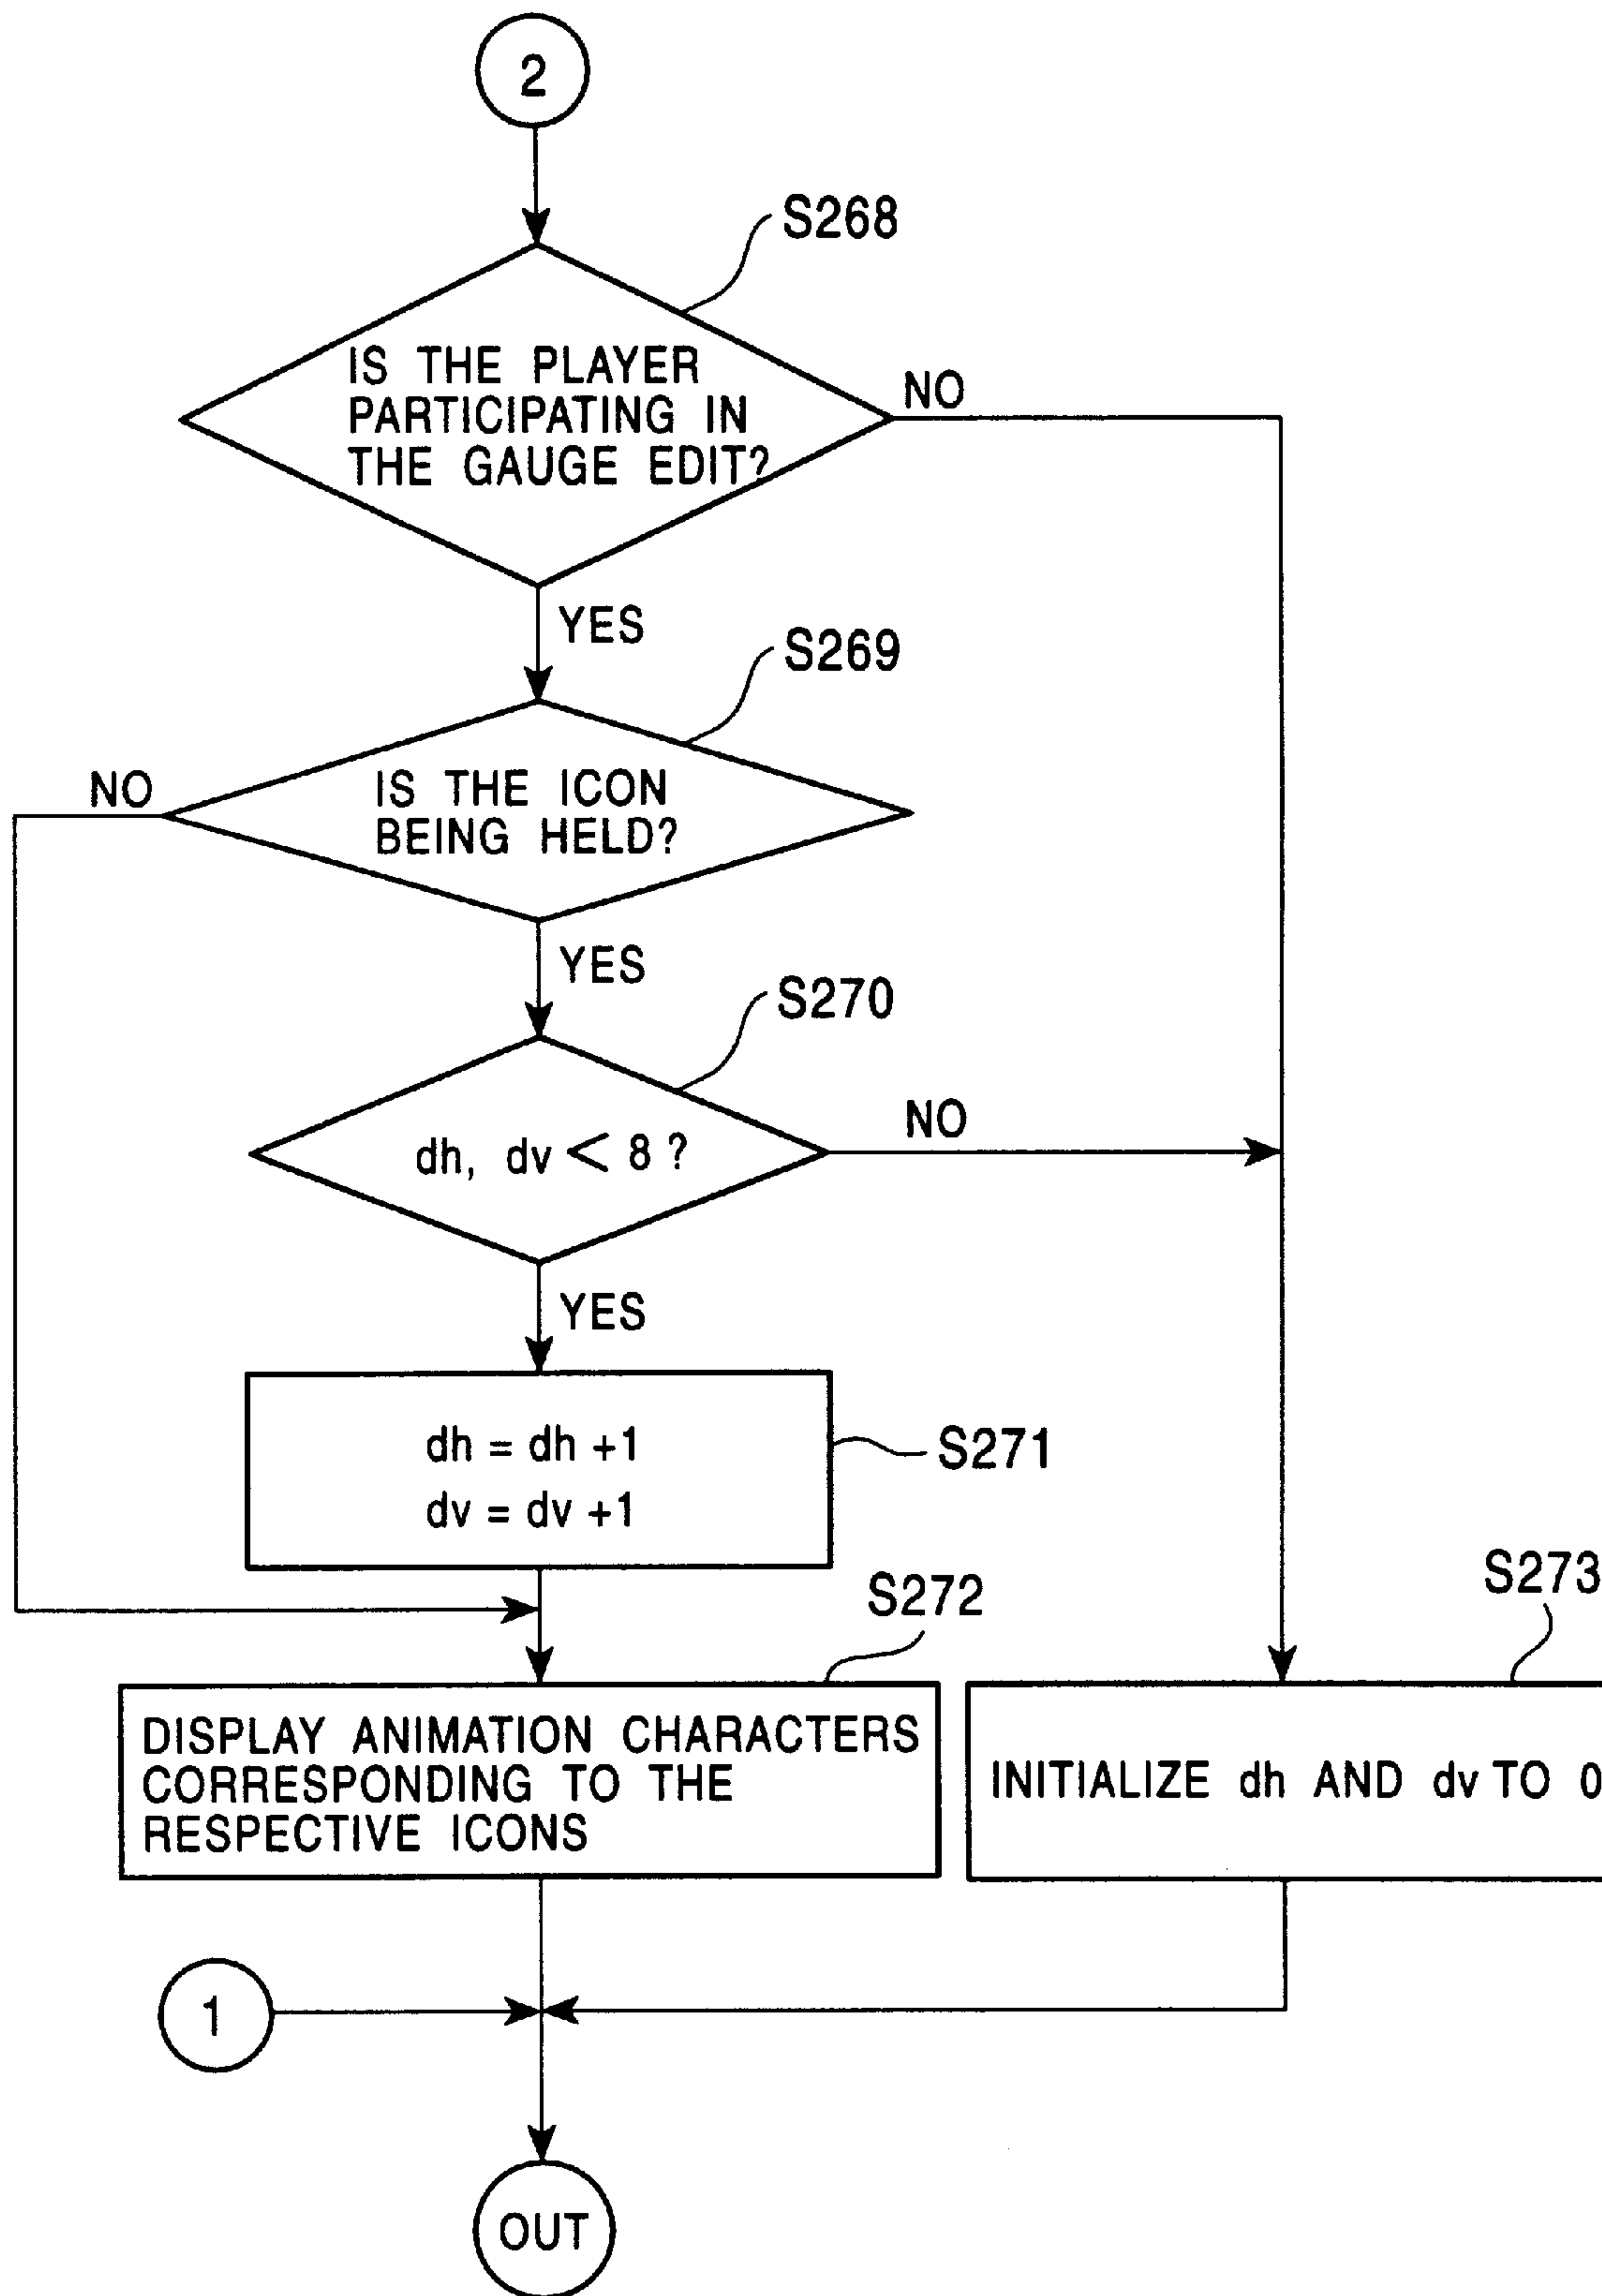 2
S268
IS THE PLAYER
PARTICIPATING IN
THE GAUGE EDIT?
NO
YES
S269
NO
IS THE ICON
BEING HELD?
YES
S270
dh, dv < 8 ?
NO
YES
dh = dh +1
dv = dv +1
S271
S272
S273
DISPLAY ANIMATION CHARACTERS
CORRESPONDING TO THE
RESPECTIVE ICONS
INITIALIZE dh AND dv TO 0
1
OUT